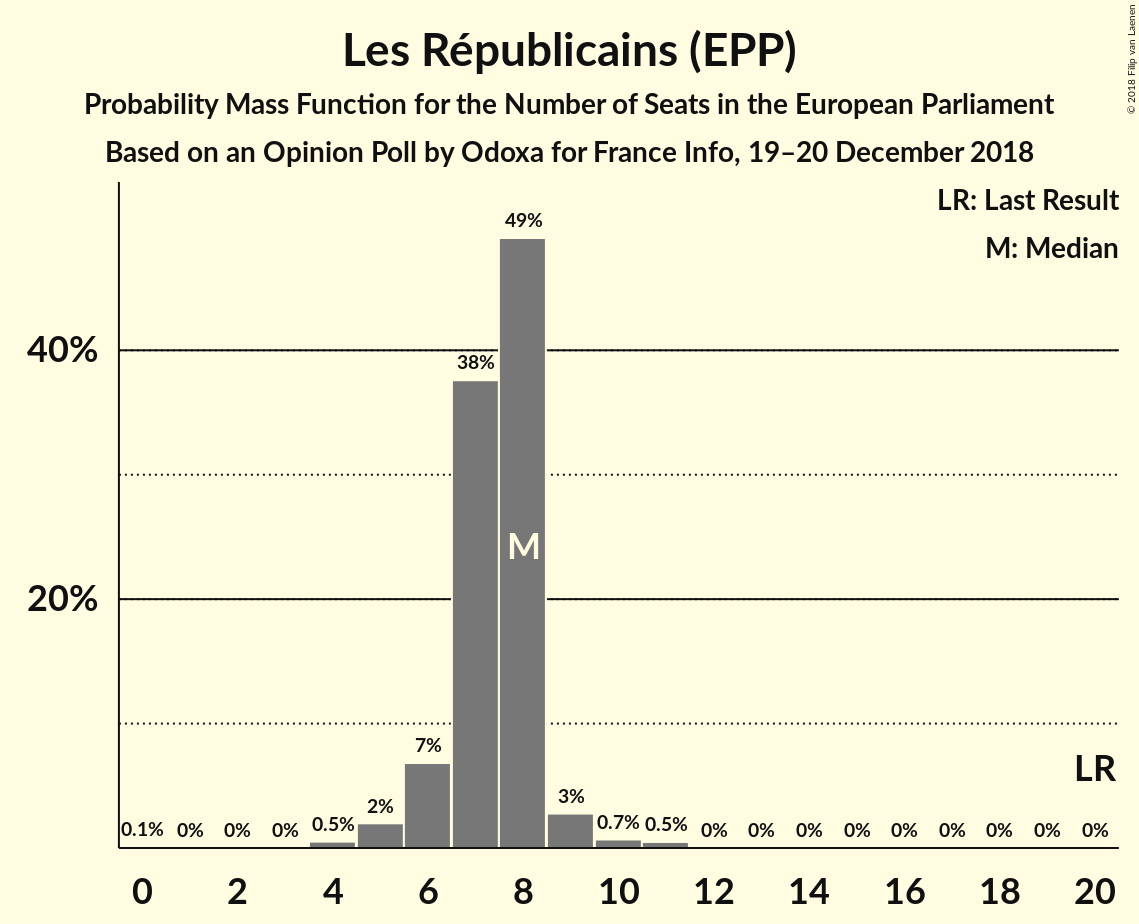 Les Républicains (EPP)
Probability Mass Function for the Number of Seats in the European Parliament
Based on an Opinion Poll by Odoxa for France Info, 19–20 December 2018
© 2018 Filip van Laenen
LR: Last Result
M: Median
49%
40%
38%
M
20%
7%
LR
2%
3%
0.1% 0% 0% 0% 0.5% 0.7% 0.5% 0% 0% 0% 0% 0% 0% 0% 0% 0%
0 2 4 6 8 10 12 14 16 18 20